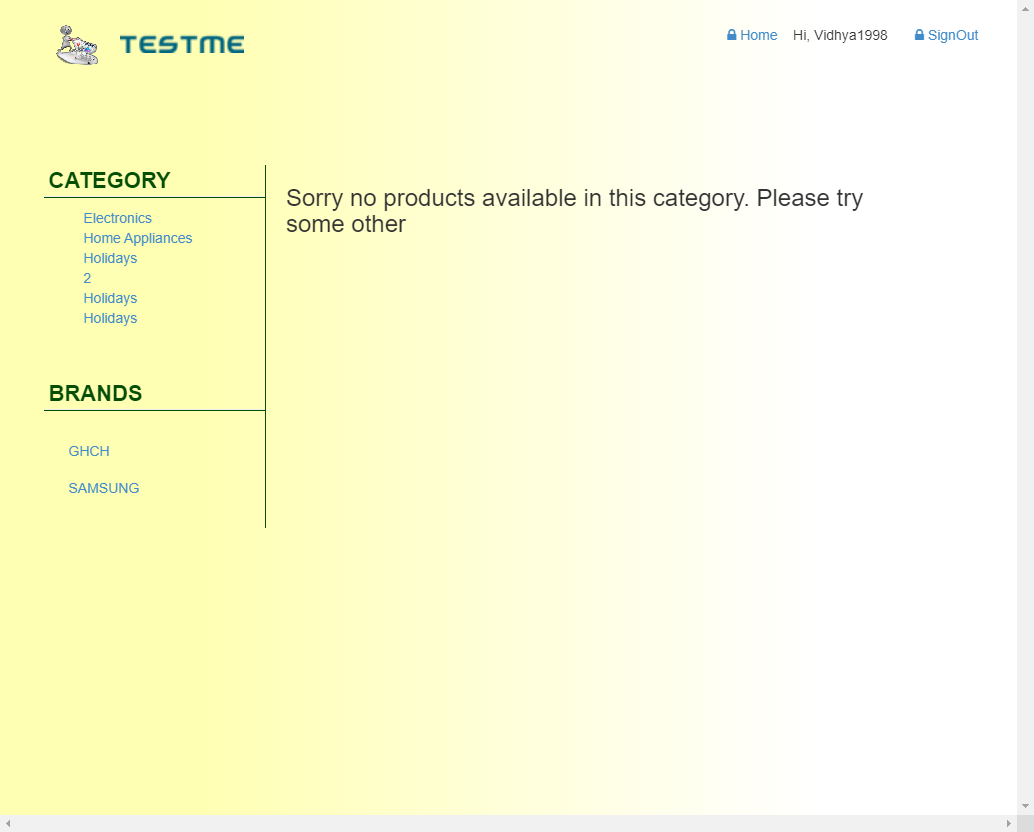 TESTME
Home Hi, Vidhya1998 SignOut
CATEGORY
Electronics
Home Appliances
Holidays
2
Holidays
Holidays
BRANDS
GHCH
SAMSUNG
Sorry no products available in this category. Please try
some other